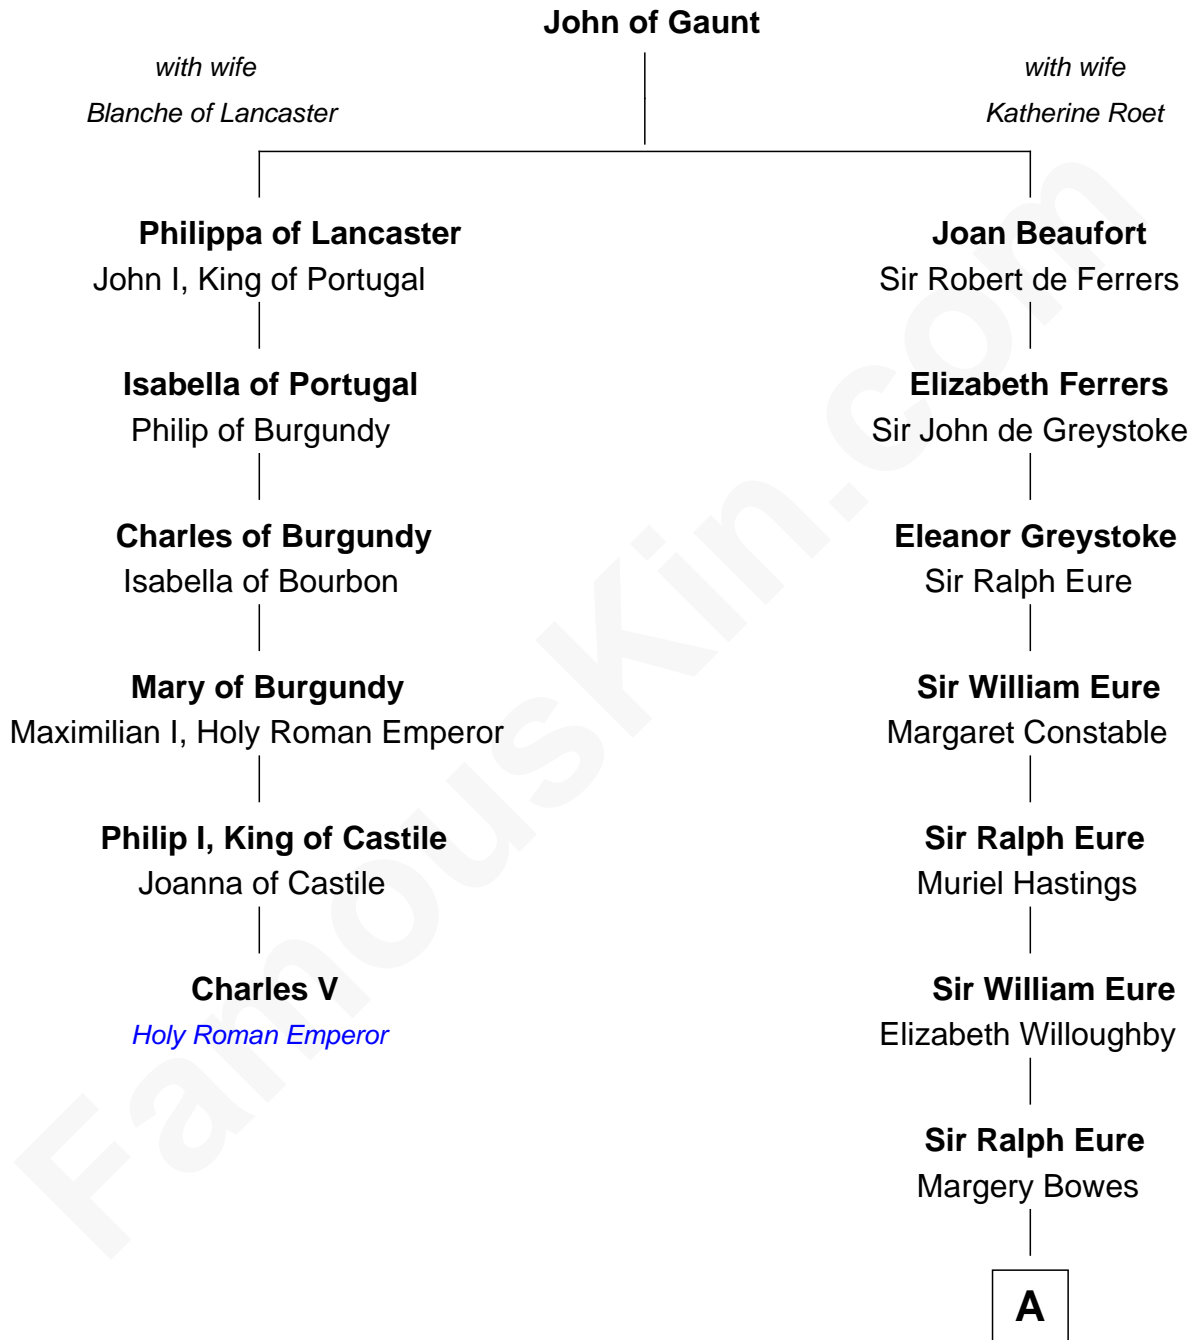 John of Gaunt
with wife
Blanche of Lancaster
with wife
Katherine Roet
Philippa of Lancaster
John I, King of Portugal
Joan Beaufort
Sir Robert de Ferrers
Isabella of Portugal
Philip of Burgundy
Elizabeth Ferrers
Sir John de Greystoke
Charles of Burgundy
Isabella of Bourbon
Eleanor Greystoke
Sir Ralph Eure
Mary of Burgundy
Maximilian I, Holy Roman Emperor
Sir William Eure
Margaret Constable
Philip I, King of Castile
Joanna of Castile
Sir Ralph Eure
Muriel Hastings
Charles V
Holy Roman Emperor
Sir William Eure
Elizabeth Willoughby
Sir Ralph Eure
Margery Bowes
A
FamousKin.com